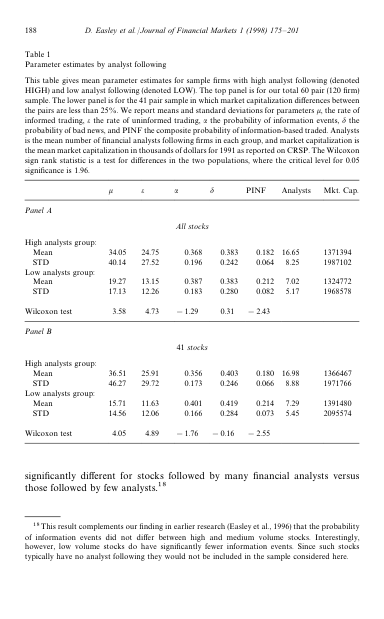 188 D. Easley et al. / Journal of Financial Markets 1 (1998) 175–201
Table 1
Parameter estimates by analyst following
This table gives mean parameter estimates for sample firms with high analyst following (denoted
HIGH) and low analyst following (denoted LOW). The top panel is for our total 60 pair (120 firm)
sample. The lower panel is for the 41 pair sample in which market capitalization differences between
the pairs are less than 25%. We report means and standard deviations for parameters μ, the rate of
informed trading, ε the rate of uninformed trading, α the probability of information events, δ the
probability of bad news, and PINF the composite probability of information-based traded. Analysts
is the mean number of financial analysts following firms in each group, and market capitalization is
the mean market capitalization in thousands of dollars for 1991 as reported on CRSP. The Wilcoxon
sign rank statistic is a test for differences in the two populations, where the critical level for 0.05
significance is 1.96.
μ ε α δ PINF Analysts Mkt. Cap.
Panel A
All stocks
High analysts group:
Mean 34.05 24.75 0.368 0.383 0.182 16.65 1371394
STD 40.14 27.52 0.196 0.242 0.064 8.25 1987102
Low analysts group:
Mean 19.27 13.15 0.387 0.383 0.212 7.02 1324772
STD 17.13 12.26 0.183 0.280 0.082 5.17 1968578
Wilcoxon test 3.58 4.73 − 1.29 0.31 − 2.43
Panel B
41 stocks
High analysts group:
Mean 36.51 25.91 0.356 0.403 0.180 16.98 1366467
STD 46.27 29.72 0.173 0.246 0.066 8.88 1971766
Low analysts group:
Mean 15.71 11.63 0.401 0.419 0.214 7.29 1391480
STD 14.56 12.06 0.166 0.284 0.073 5.45 2095574
Wilcoxon test 4.05 4.89 − 1.76 − 0.16 − 2.55
significantly different for stocks followed by many financial analysts versus
those followed by few analysts.18
18 This result complements our finding in earlier research (Easley et al., 1996) that the probability
of information events did not differ between high and medium volume stocks. Interestingly,
however, low volume stocks do have significantly fewer information events. Since such stocks
typically have no analyst following they would not be included in the sample considered here.